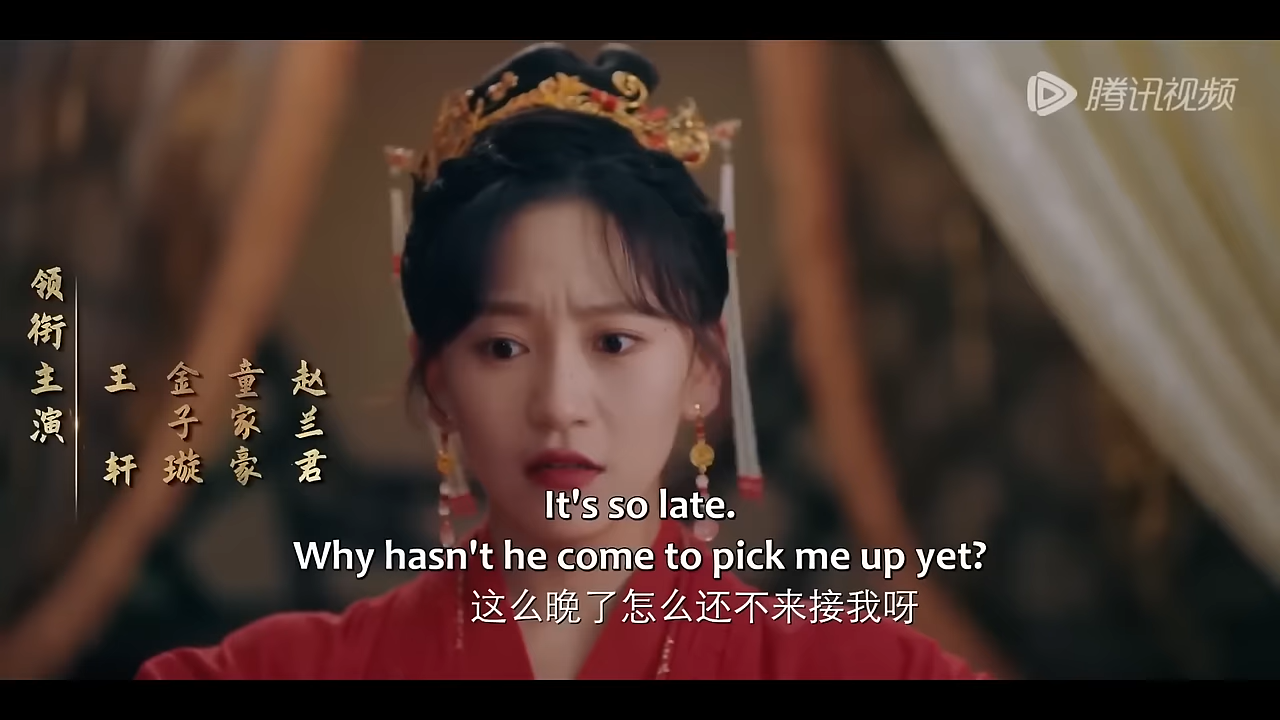 腾讯视频
领衔主演
王轩
金子璇
童家豪
赵兰君
It's so late.
Why hasn't he come to pick me up yet?
这么晚了怎么还不来接我呀